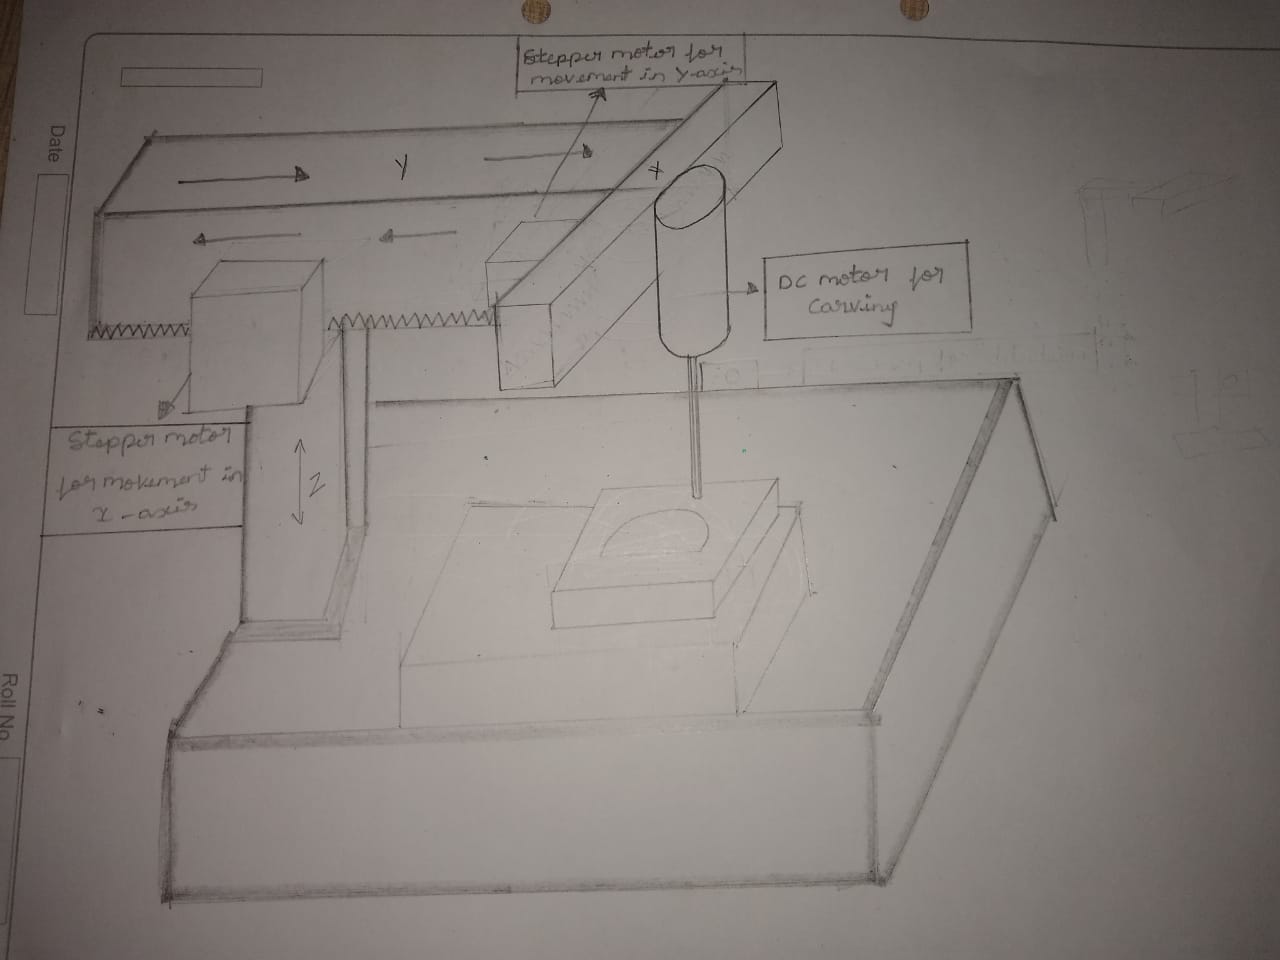 Stepper motor for
movement in Y-axis
Y
X
DC motor for
Carving
Stepper motor
for movement in
X-axis
Z
Date
Roll No